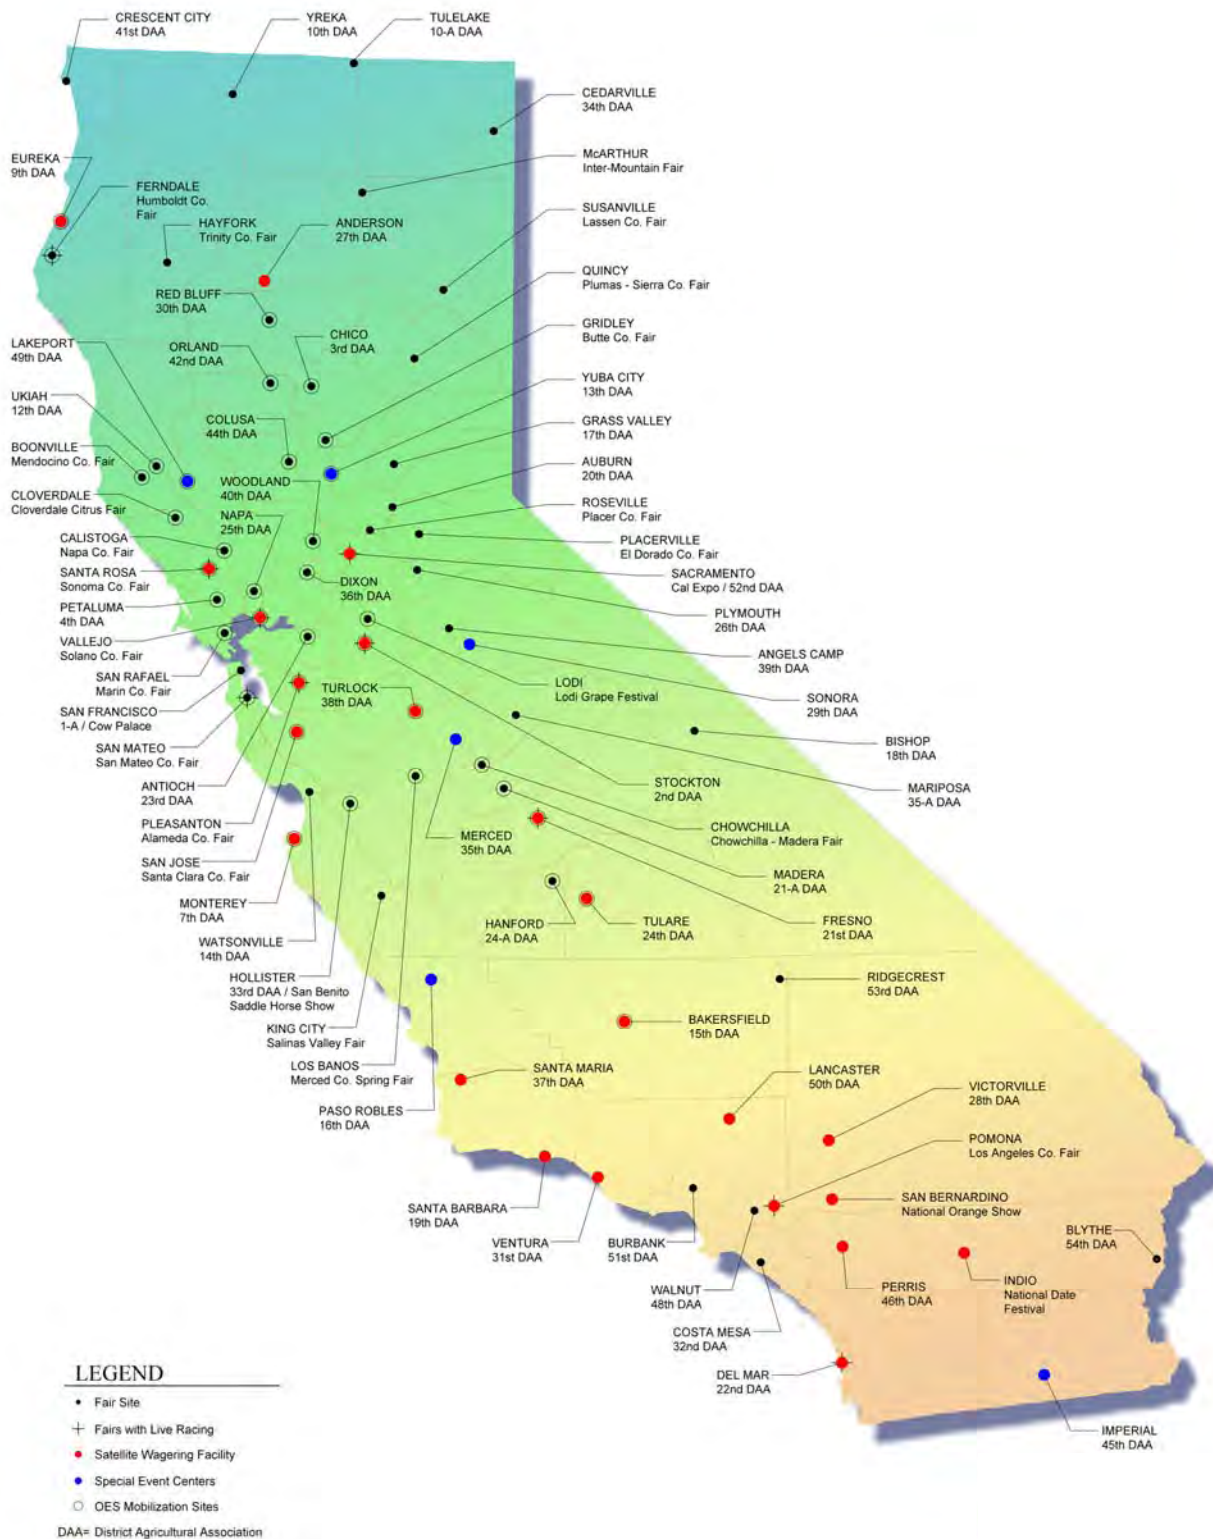 CRESCENT CITY
41st DAA
YREKA
10th DAA
TULELAKE
10-A DAA
CEDARVILLE
34th DAA
EUREKA
9th DAA
McARTHUR
Inter-Mountain Fair
FERNDALE
Humboldt Co.
Fair
HAYFORK
Trinity Co. Fair
ANDERSON
27th DAA
SUSANVILLE
Lassen Co. Fair
QUINCY
Plumas - Sierra Co. Fair
RED BLUFF
30th DAA
GRIDLEY
Butte Co. Fair
LAKEPORT
49th DAA
ORLAND
42nd DAA
CHICO
3rd DAA
YUBA CITY
13th DAA
UKIAH
12th DAA
COLUSA
44th DAA
GRASS VALLEY
17th DAA
BOONVILLE
Mendocino Co. Fair
AUBURN
20th DAA
WOODLAND
40th DAA
CLOVERDALE
Cloverdale Citrus Fair
NAPA
25th DAA
ROSEVILLE
Placer Co. Fair
CALISTOGA
Napa Co. Fair
PLACERVILLE
El Dorado Co. Fair
SANTA ROSA
Sonoma Co. Fair
DIXON
36th DAA
SACRAMENTO
Cal Expo / 52nd DAA
PETALUMA
4th DAA
PLYMOUTH
26th DAA
VALLEJO
Solano Co. Fair
ANGELS CAMP
39th DAA
SAN RAFAEL
Marin Co. Fair
TURLOCK
38th DAA
LODI
Lodi Grape Festival
SONORA
29th DAA
SAN FRANCISCO
1-A / Cow Palace
BISHOP
18th DAA
SAN MATEO
San Mateo Co. Fair
ANTIOCH
23rd DAA
STOCKTON
2nd DAA
MARIPOSA
35-A DAA
PLEASANTON
Alameda Co. Fair
MERCED
35th DAA
CHOWCHILLA
Chowchilla - Madera Fair
SAN JOSE
Santa Clara Co. Fair
MADERA
21-A DAA
MONTEREY
7th DAA
HANFORD
24-A DAA
TULARE
24th DAA
FRESNO
21st DAA
WATSONVILLE
14th DAA
HOLLISTER
33rd DAA / San Benito
Saddle Horse Show
RIDGECREST
53rd DAA
KING CITY
Salinas Valley Fair
BAKERSFIELD
15th DAA
LOS BANOS
Merced Co. Spring Fair
SANTA MARIA
37th DAA
LANCASTER
50th DAA
VICTORVILLE
28th DAA
PASO ROBLES
16th DAA
POMONA
Los Angeles Co. Fair
SANTA BARBARA
19th DAA
SAN BERNARDINO
National Orange Show
VENTURA
31st DAA
BURBANK
51st DAA
BLYTHE
54th DAA
WALNUT
48th DAA
PERRIS
46th DAA
INDIO
National Date
Festival
COSTA MESA
32nd DAA
DEL MAR
22nd DAA
IMPERIAL
45th DAA
LEGEND
Fair Site
Fairs with Live Racing
Satellite Wagering Facility
Special Event Centers
OES Mobilization Sites
DAA= District Agricultural Association